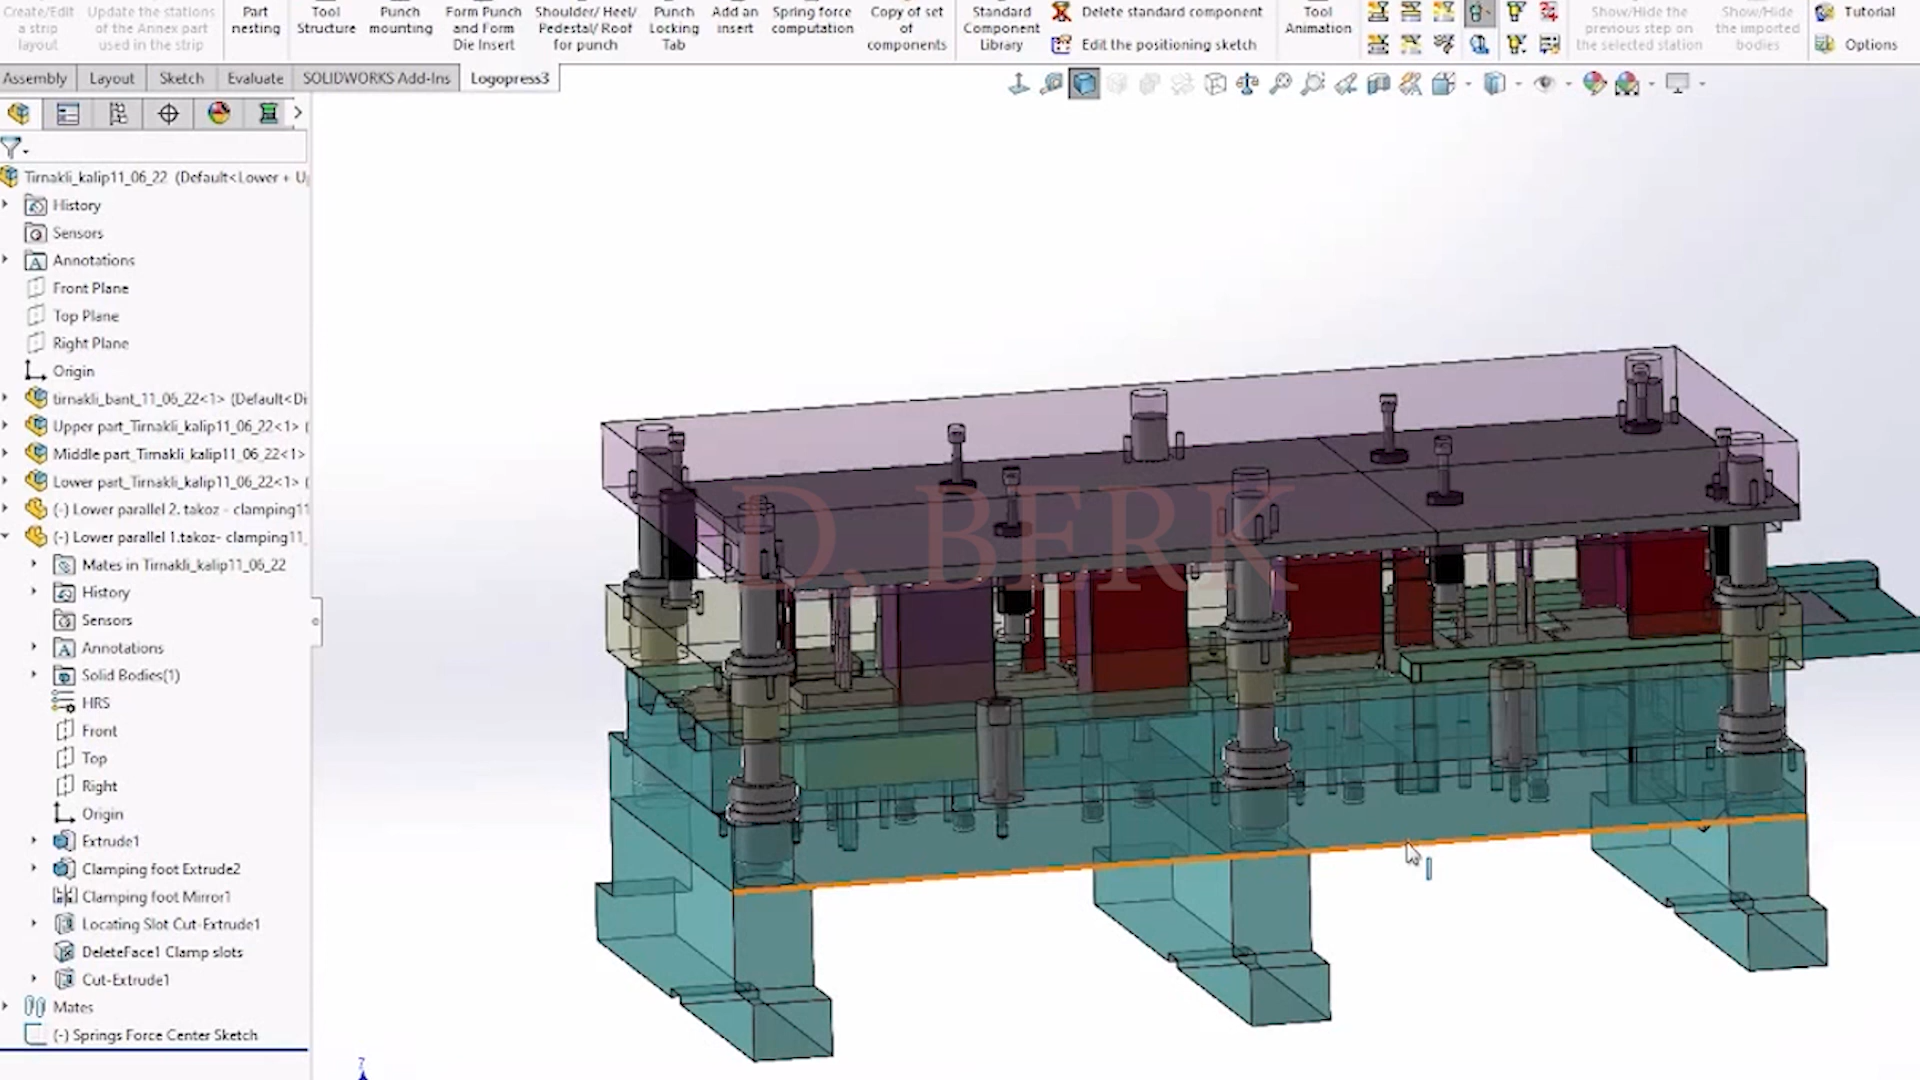 Create/Edit
a strip
layout
Update the stations
of the Annex part
used in the strip
Part
nesting
Tool
Structure
Punch
mounting
Form Punch
and Form
Die Insert
Shoulder/ Heel/
Pedestal/ Roof
for punch
Punch
Locking
Tab
Add an
insert
Spring force
computation
Copy of set
of
components
Standard
Component
Library
Delete standard component
Edit the positioning sketch
Tool
Animation
Show/Hide the
previous step on
the selected station
Show/Hide
the imported
bodies
Tutorial
Options
Assembly
Layout
Sketch
Evaluate
SOLIDWORKS Add-Ins
Logopress3
Tirnakli_kalip11_06_22 (Default<Lower + U
History
Sensors
Annotations
Front Plane
Top Plane
Right Plane
Origin
tirnakli_bant_11_06_22<1> (Default<Di
Upper part_Tirnakli_kalip11_06_22<1> (
Middle part_Tirnakli_kalip11_06_22<1>
Lower part_Tirnakli_kalip11_06_22<1> (
(-) Lower parallel 2. takoz - clamping11
(-) Lower parallel 1.takoz- clamping11_
Mates in Tirnakli_kalip11_06_22
History
Sensors
Annotations
Solid Bodies(1)
HRS
Front
Top
Right
Origin
Extrude1
Clamping foot Extrude2
Clamping foot Mirror1
Locating Slot Cut-Extrude1
DeleteFace1 Clamp slots
Cut-Extrude1
Mates
(-) Springs Force Center Sketch
D. BERK